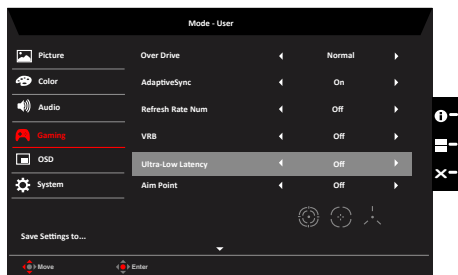 Mode - User
Picture
Over Drive Normal
Color
AdaptiveSync On
Audio
Refresh Rate Num Off
Gaming
VRB Off
OSD
Ultra-Low Latency Off
System
Aim Point Off
Save Settings to...
Move Enter